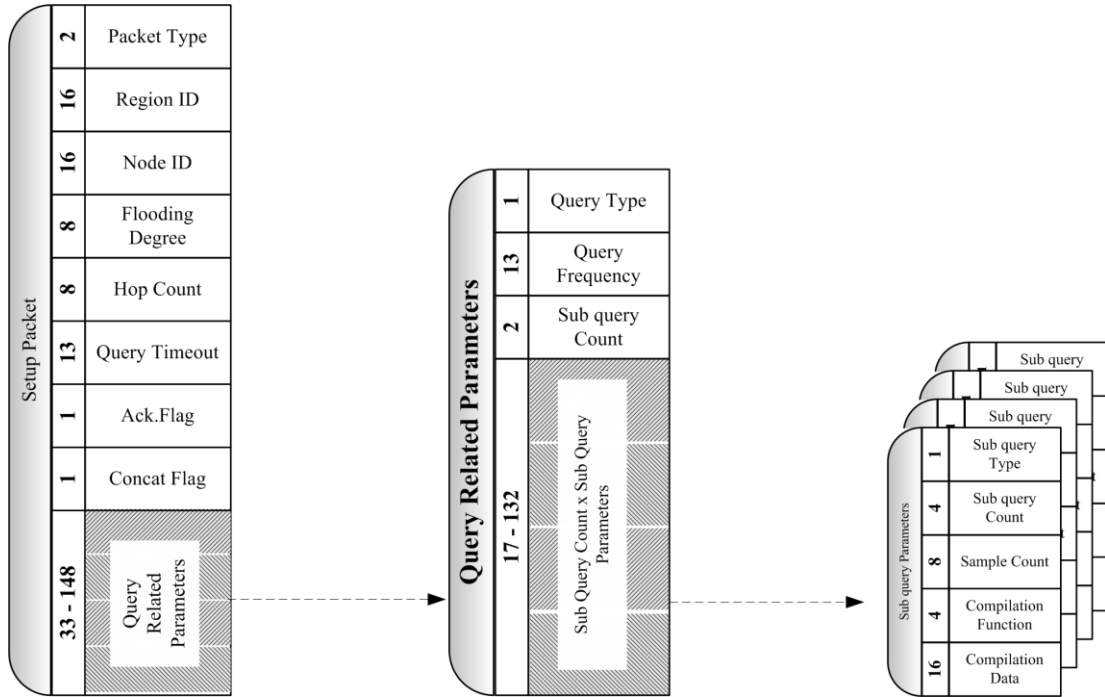 Setup Packet
2
Packet Type
16
Region ID
16
Node ID
8
Flooding
Degree
8
Hop Count
13
Query Timeout
1
Ack.Flag
1
Concat Flag
33 - 148
Query
Related
Parameters
Query Related Parameters
1
Query Type
13
Query
Frequency
2
Sub query
Count
17 - 132
Sub Query Count x Sub Query
Parameters
Sub query
Sub query
Sub query
Sub query Parameters
1
Sub query
Type
4
Sub query
Count
8
Sample Count
4
Compilation
Function
16
Compilation
Data